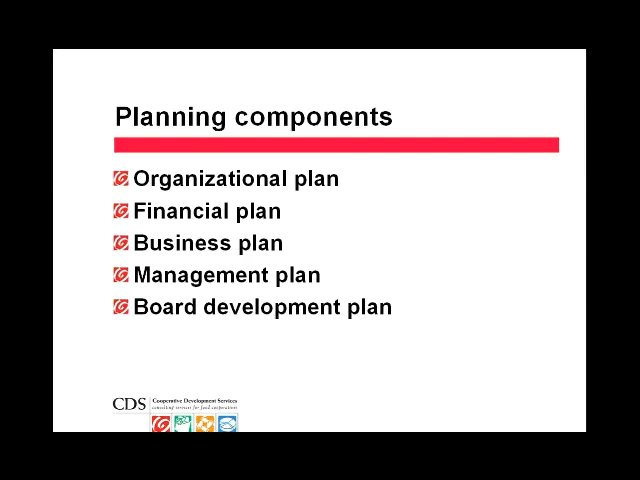 Planning components
Organizational plan
Financial plan
Business plan
Management plan
Board development plan
CDS
Cooperative Development Services
consulting services for food cooperatives